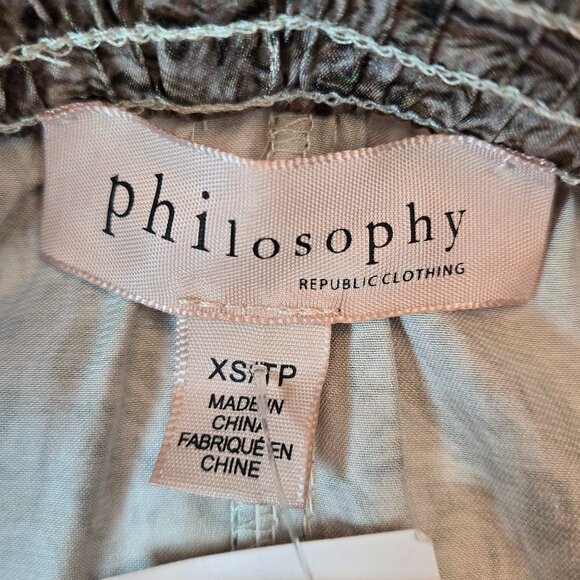 philosophy
REPUBLIC CLOTHING
XS/TP
MADE IN
CHINA
FABRIQUÉ EN
CHINE